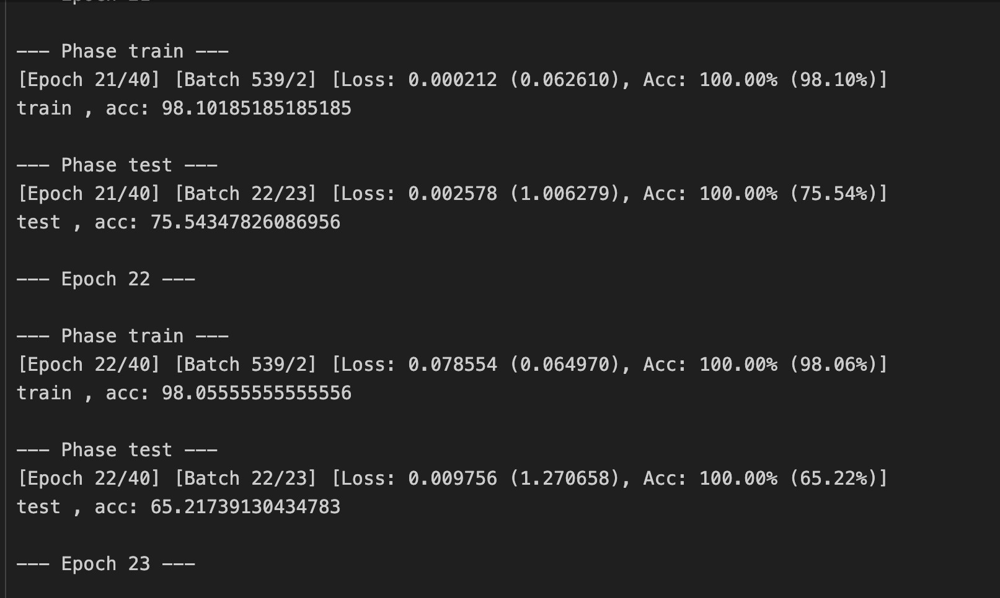 --- Phase train ---
[Epoch 21/40] [Batch 539/2] [Loss: 0.000212 (0.062610), Acc: 100.00% (98.10%)]
train , acc: 98.10185185185185
--- Phase test ---
[Epoch 21/40] [Batch 22/23] [Loss: 0.002578 (1.006279), Acc: 100.00% (75.54%)]
test , acc: 75.54347826086956
--- Epoch 22 ---
--- Phase train ---
[Epoch 22/40] [Batch 539/2] [Loss: 0.078554 (0.064970), Acc: 100.00% (98.06%)]
train , acc: 98.05555555555556
--- Phase test ---
[Epoch 22/40] [Batch 22/23] [Loss: 0.009756 (1.270658), Acc: 100.00% (65.22%)]
test , acc: 65.21739130434783
--- Epoch 23 ---